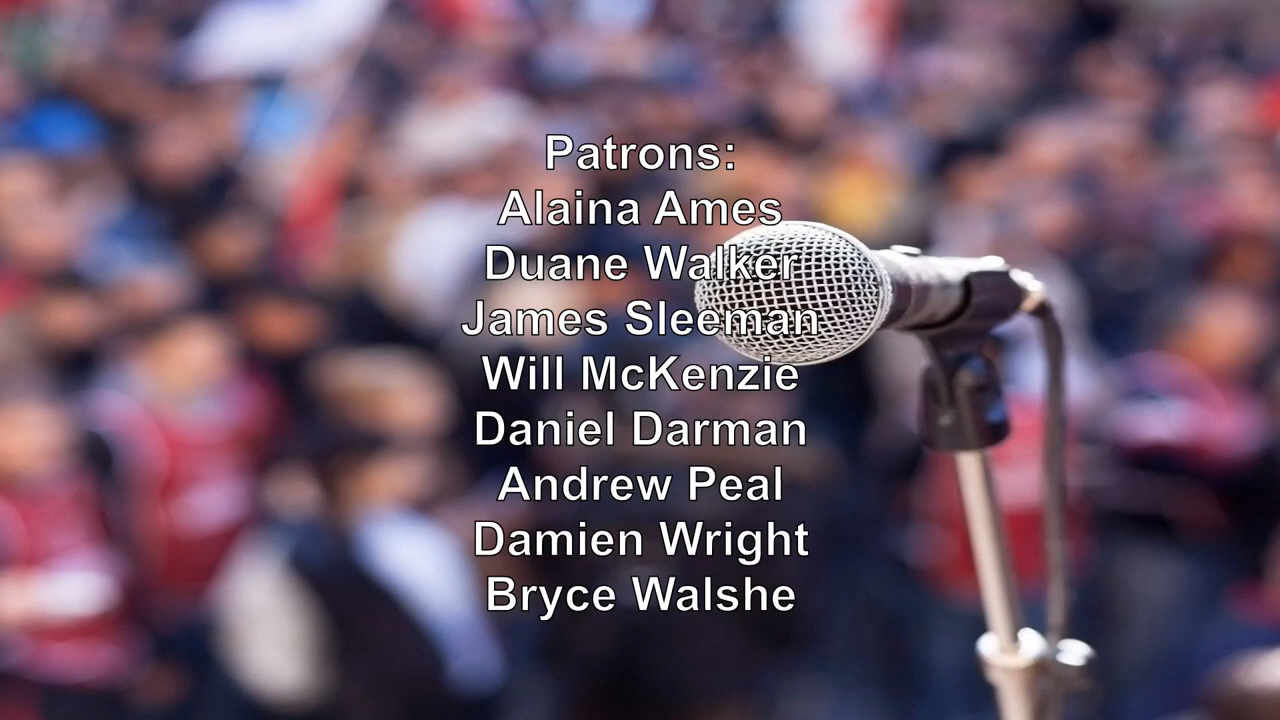 Patrons:
Alaina Ames
Duane Walker
James Sleeman
Will McKenzie
Daniel Darman
Andrew Peal
Damien Wright
Bryce Walshe